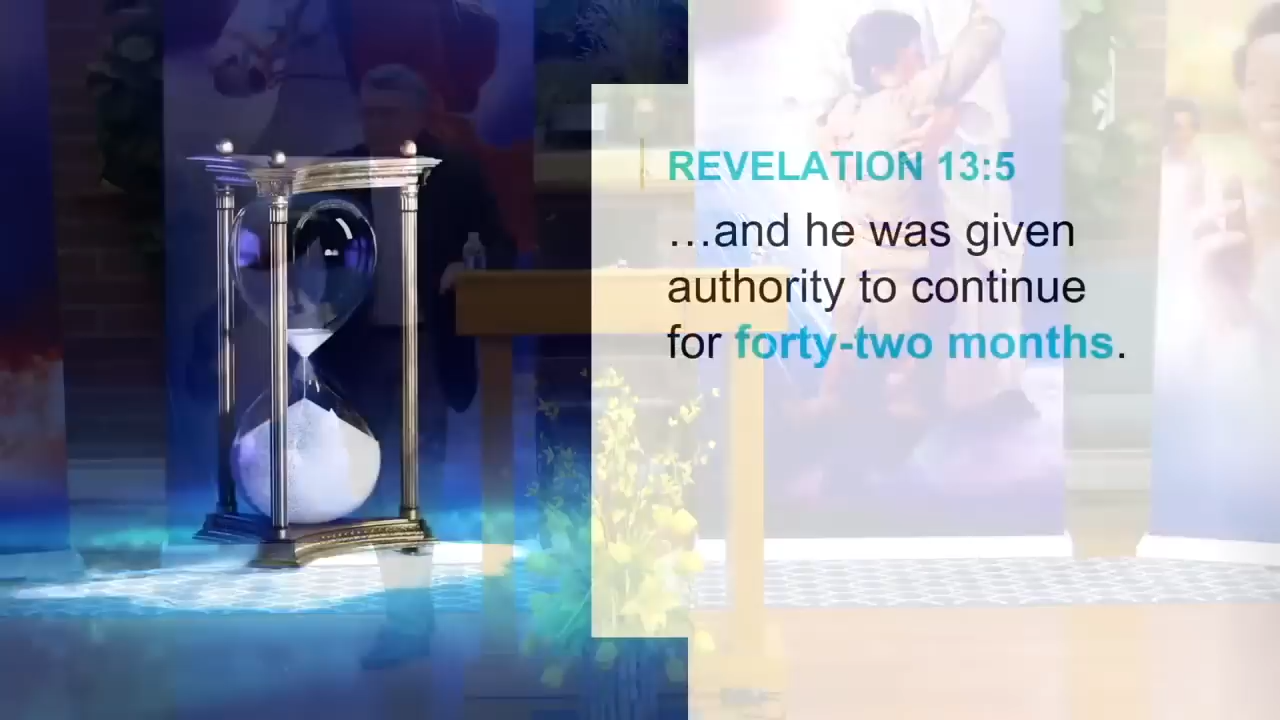 REVELATION 13:5
…and he was given
authority to continue
for forty-two months.